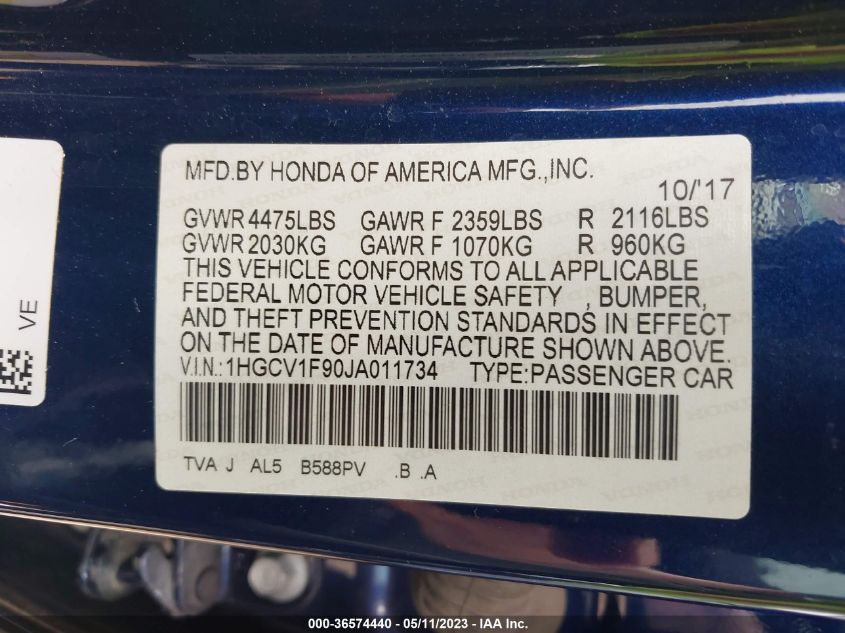 MFD.BY HONDA OF AMERICA MFG.,INC.
10/'17
GVWR 4475LBS GAWR F 2359LBS R 2116LBS
GVWR 2030KG GAWR F 1070KG R 960KG
THIS VEHICLE CONFORMS TO ALL APPLICABLE
FEDERAL MOTOR VEHICLE SAFETY , BUMPER,
AND THEFT PREVENTION STANDARDS IN EFFECT
ON THE DATE OF MANUFACTURE SHOWN ABOVE.
V.I.N.:1HGCV1F90JA011734 TYPE:PASSENGER CAR
TVA J AL5 B588PV .B .A
VE
000-36574440 - 05/11/2023 - IAA Inc.